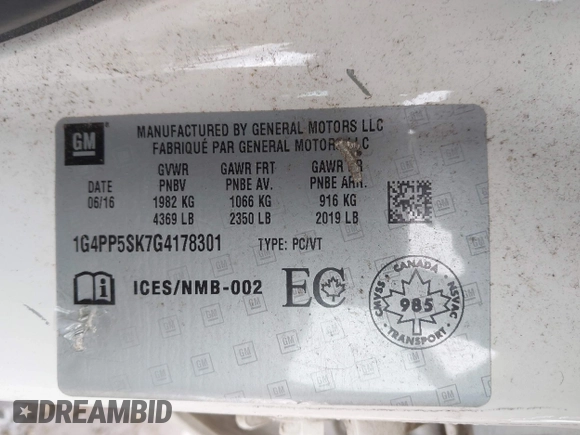 GM
MANUFACTURED BY GENERAL MOTORS LLC
FABRIQUÉ PAR GENERAL MOTORS LLC
GVWR GAWR FRT GAWR RR
DATE PNBV PNBE AV. PNBE ARR.
06/16 1982 KG 1066 KG 916 KG
4369 LB 2350 LB 2019 LB
1G4PP5SK7G4178301 TYPE: PC/VT
ICES/NMB-002 EC
CANADA
CMVSS 985 NSVAC
TRANSPORT
DREAMBID